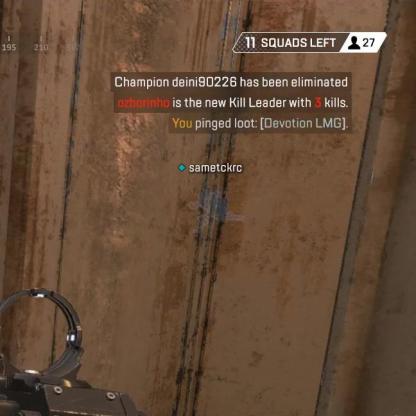 195 210
11 SQUADS LEFT 27
Champion deini90226 has been eliminated
ozborinho is the new Kill Leader with 3 kills.
You pinged loot: [Devotion LMG].
sametckrc